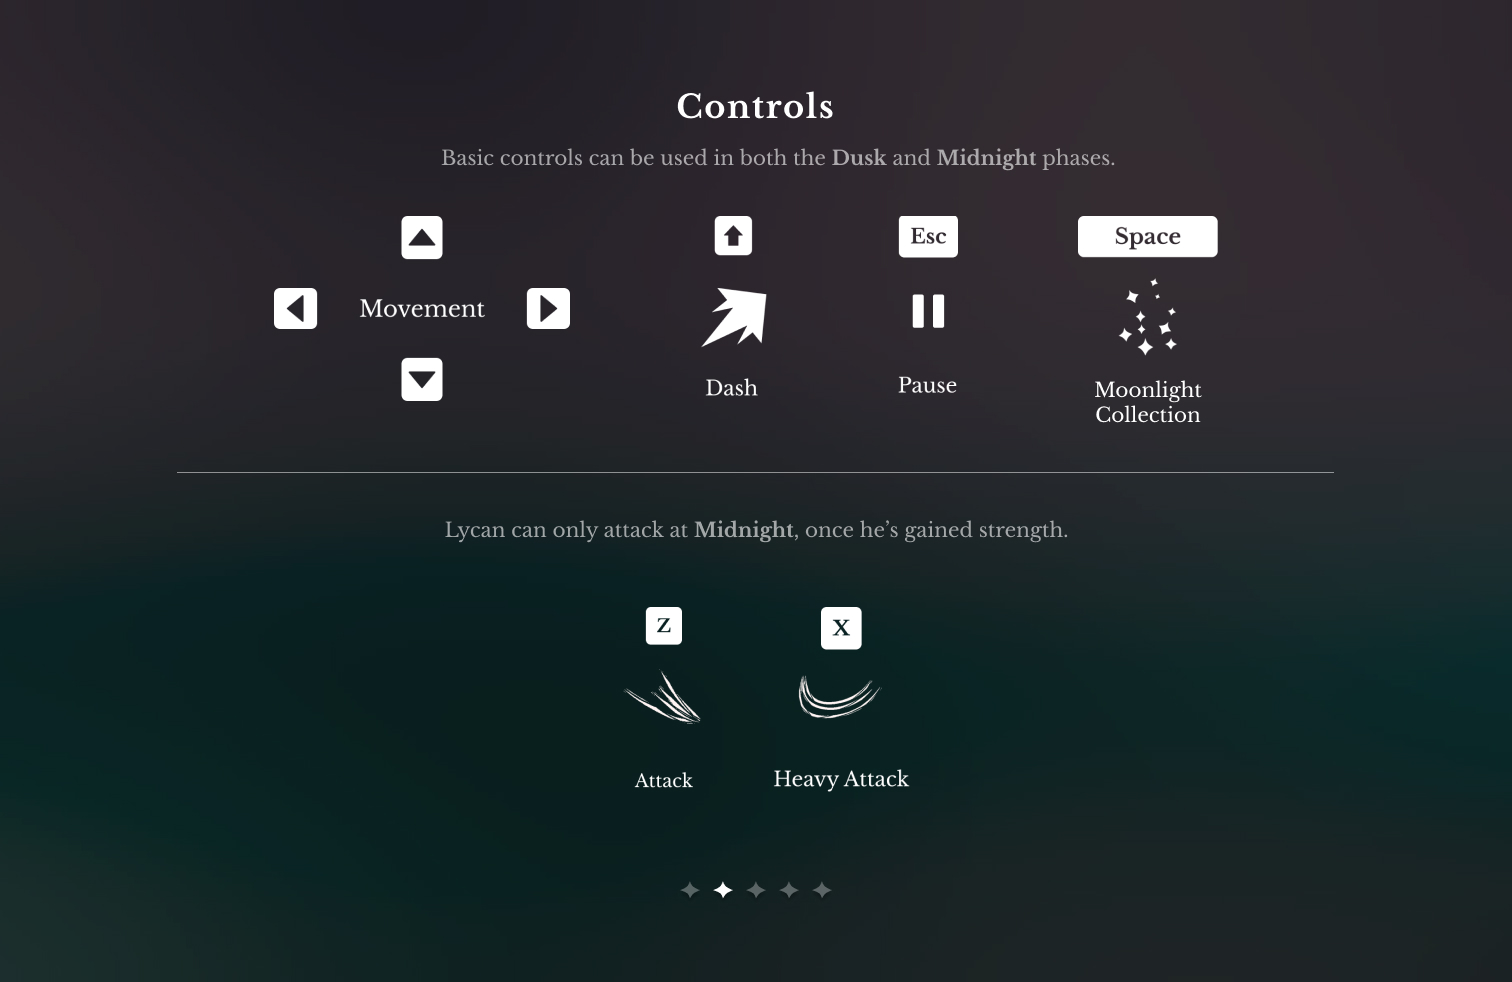 Controls
Basic controls can be used in both the Dusk and Midnight phases.
Esc
Space
Movement
Dash
Pause
Moonlight
Collection
Lycan can only attack at Midnight, once he’s gained strength.
Z
X
Attack
Heavy Attack